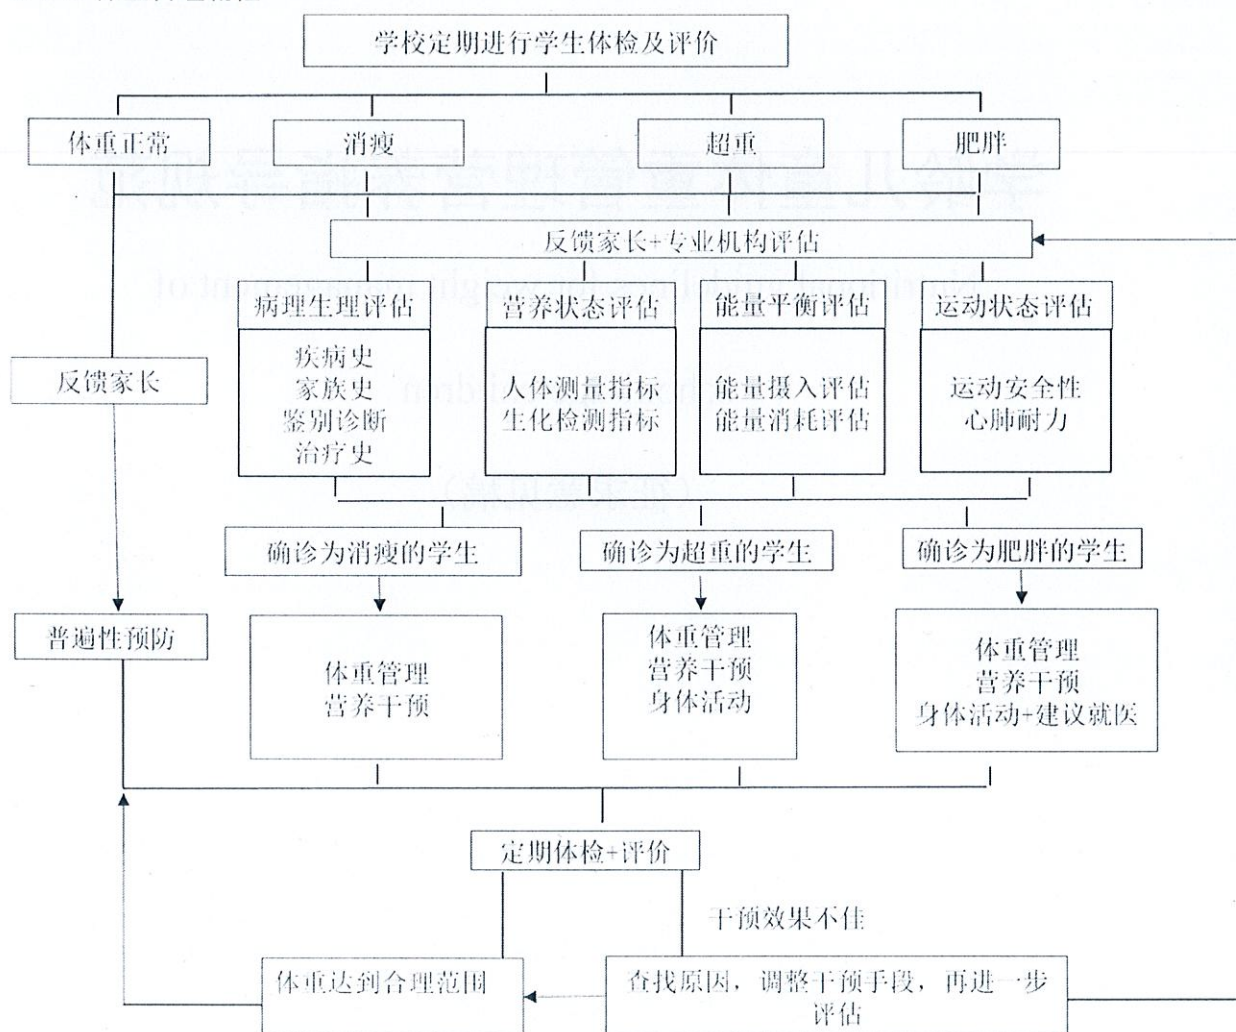 学校定期进行学生体检及评价
体重正常
消瘦
超重
肥胖
反馈家长+专业机构评估
病理生理评估
营养状态评估
能量平衡评估
运动状态评估
反馈家长
疾病史
家族史
鉴别诊断
治疗史
人体测量指标
生化检测指标
能量摄入评估
能量消耗评估
运动安全性
心肺耐力
确诊为消瘦的学生
确诊为超重的学生
确诊为肥胖的学生
普遍性预防
体重管理
营养干预
体重管理
营养干预
身体活动
体重管理
营养干预
身体活动+建议就医
定期体检+评价
干预效果不佳
体重达到合理范围
查找原因，调整干预手段，再进一步
评估